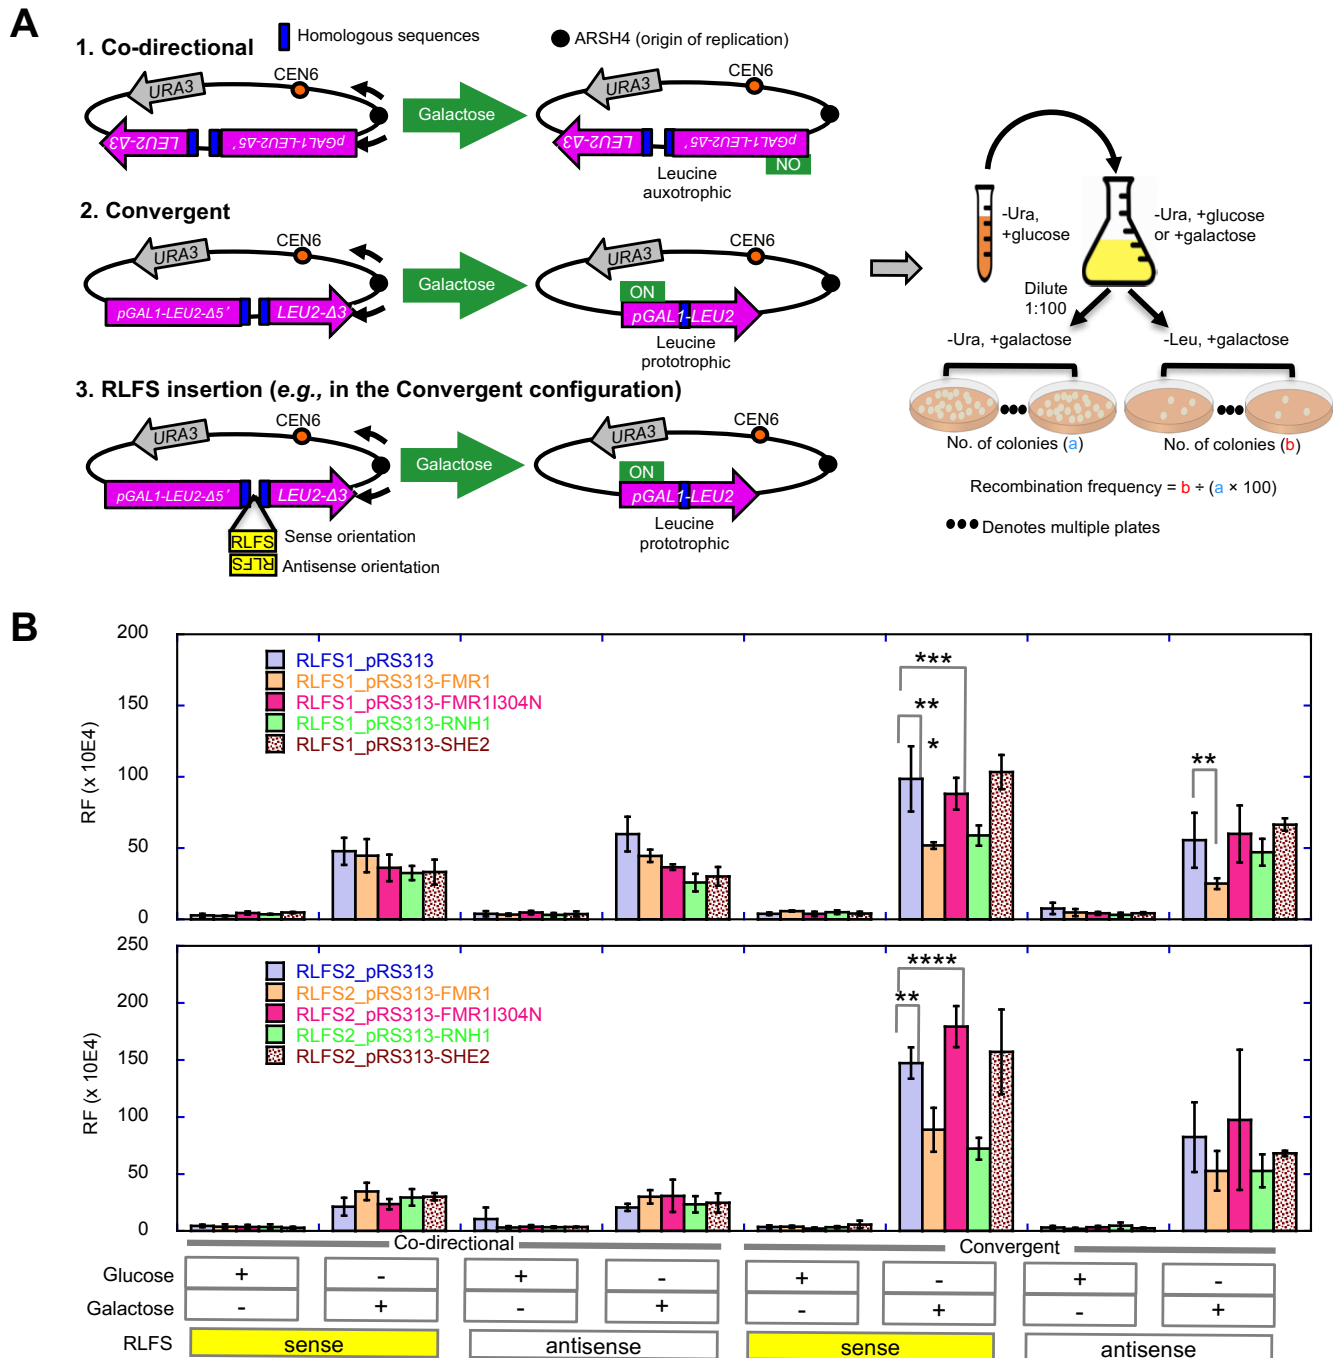 A
1. Co-directional
Homologous sequences
ARSH4 (origin of replication)
URA3
CEN6
LEU2-Δ3
pGAL1-LEU2-Δ5′
Galactose
URA3
CEN6
LEU2-Δ3
pGAL1-LEU2-Δ5′
NO
Leucine
auxotrophic
2. Convergent
URA3
CEN6
pGAL1-LEU2-Δ5′
LEU2-Δ3
Galactose
URA3
CEN6
ON
pGAL1-LEU2
Leucine
prototrophic
3. RLFS insertion (e.g., in the Convergent configuration)
URA3
CEN6
pGAL1-LEU2-Δ5′
LEU2-Δ3
RLFS
Sense orientation
RLFS
Antisense orientation
Galactose
URA3
CEN6
ON
pGAL1-LEU2
Leucine
prototrophic
-Ura,
+glucose
-Ura, +glucose
or +galactose
Dilute
1:100
-Ura, +galactose
-Leu, +galactose
No. of colonies (a)
No. of colonies (b)
Recombination frequency = b ÷ (a × 100)
●●● Denotes multiple plates
B
RF (x 10E4)
200
150
100
50
0
RLFS1_pRS313
RLFS1_pRS313-FMR1
RLFS1_pRS313-FMR1I304N
RLFS1_pRS313-RNH1
RLFS1_pRS313-SHE2
***
**
*
**
RF (x 10E4)
250
200
150
100
50
0
RLFS2_pRS313
RLFS2_pRS313-FMR1
RLFS2_pRS313-FMR1I304N
RLFS2_pRS313-RNH1
RLFS2_pRS313-SHE2
****
**
Co-directional
Convergent
Glucose + - + - + - + -
Galactose - + - + - + - +
RLFS sense antisense sense antisense